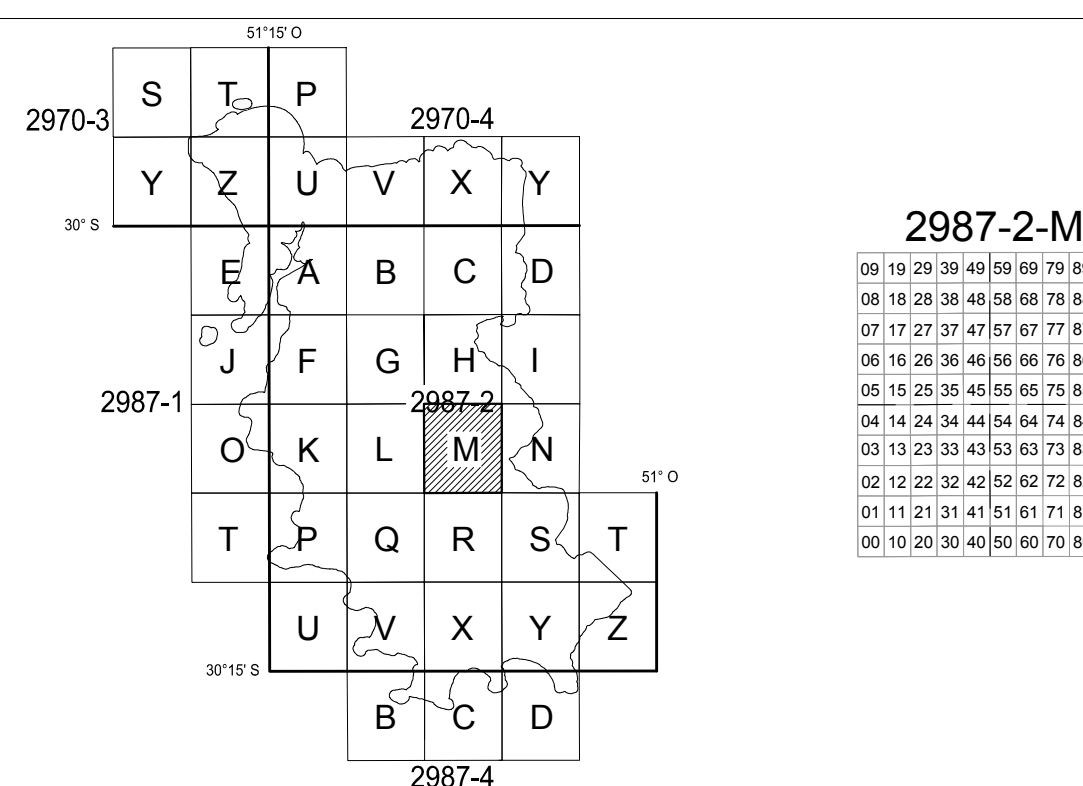 51°15' O
S T P
2970-3 2970-4
Y Z U V X Y
30° S
E A B C D
J F G H I
2987-1 2987-2
O K L M N
51° O
T P Q R S T
U V X Y Z
30°15' S
B C D
2987-4
2987-2-M
09 19 29 39 49 59 69 79
08 18 28 38 48 58 68 78
07 17 27 37 47 57 67 77
06 16 26 36 46 56 66 76
05 15 25 35 45 55 65 75
04 14 24 34 44 54 64 74
03 13 23 33 43 53 63 73
02 12 22 32 42 52 62 72
01 11 21 31 41 51 61 71
00 10 20 30 40 50 60 70